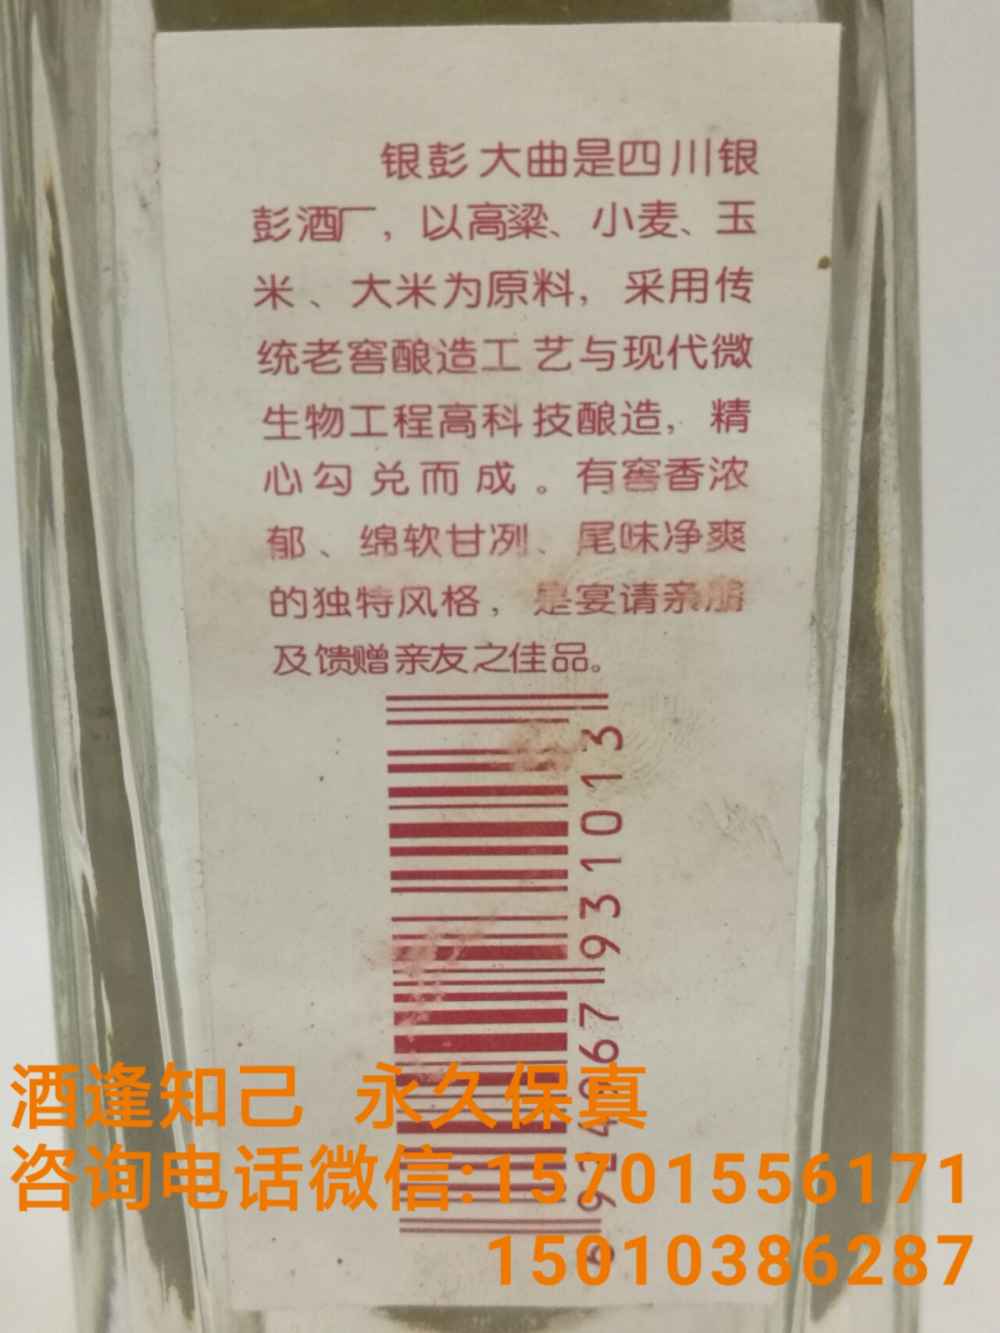 银彭大曲是四川银
彭酒厂，以高粱、小麦、玉
米、大米为原料，采用传
统老窖酿造工艺与现代微
生物工程高科技酿造，精
心勾兑而成。有窖香浓
郁、绵软甘冽、尾味净爽
的独特风格，是宴请亲朋
及馈赠亲友之佳品。
酒逢知己 永久保真
咨询电话微信:15701556171
15010386287